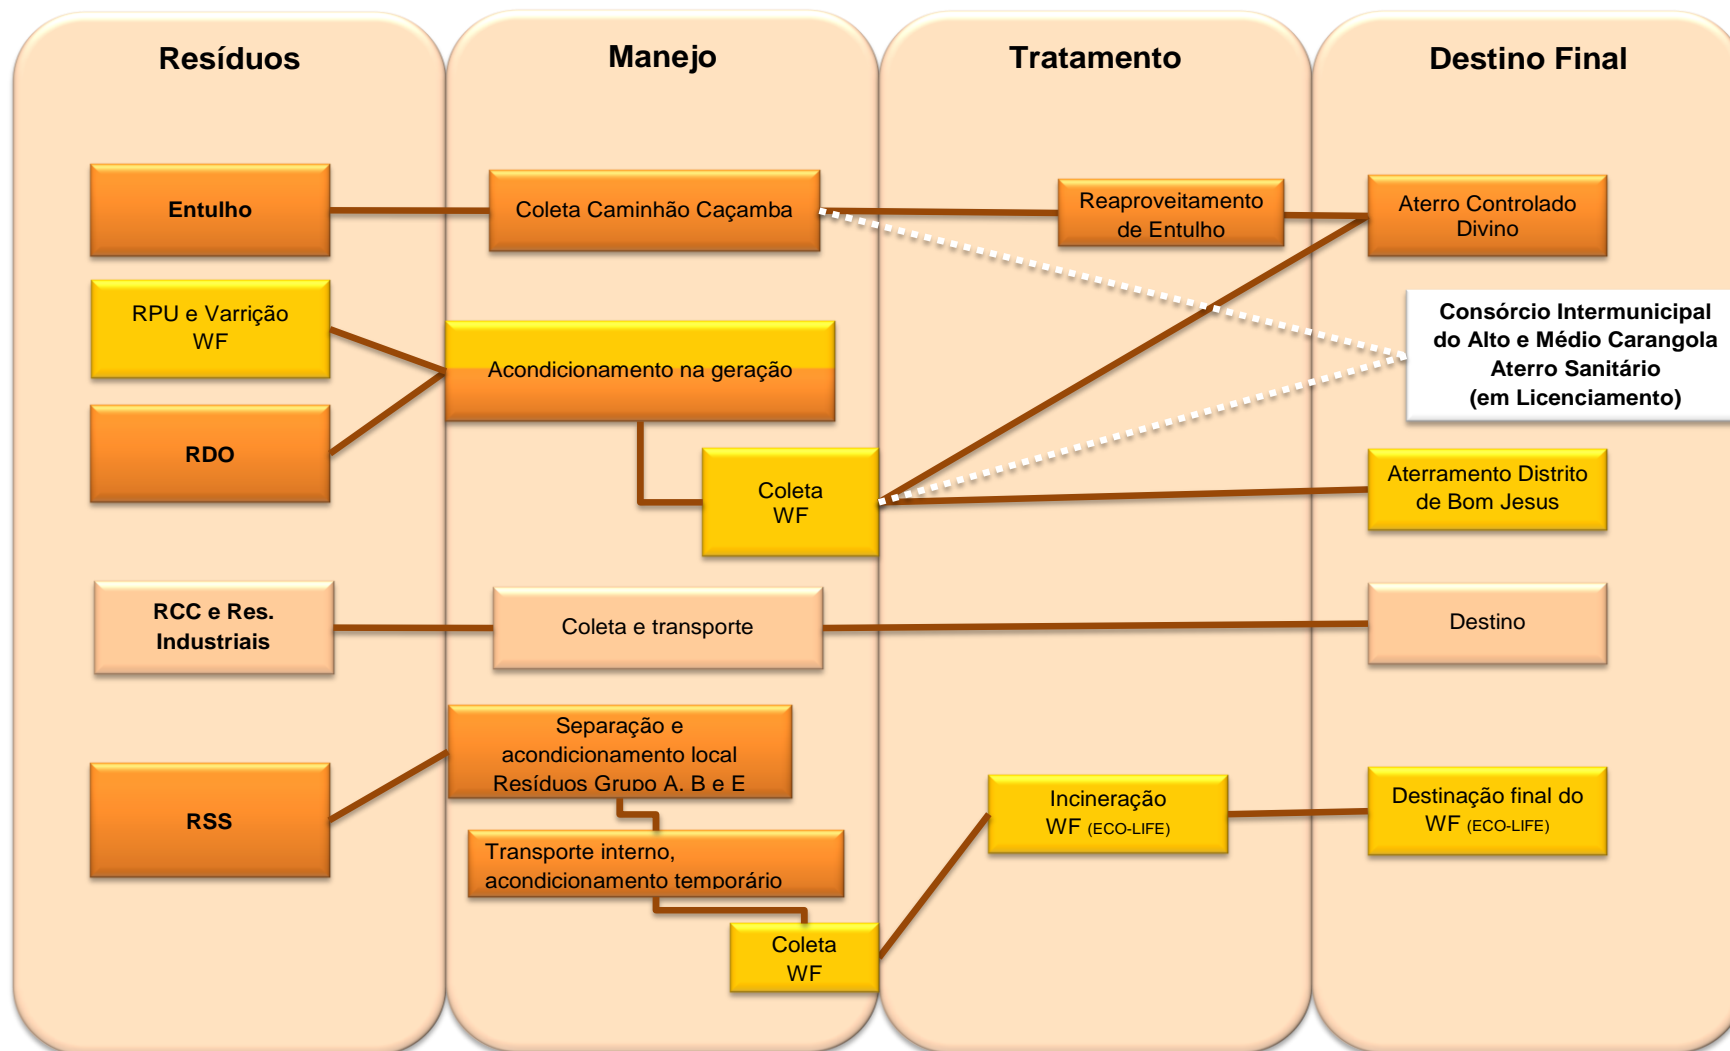 Resíduos
Manejo
Tratamento
Destino Final
Entulho
Coleta Caminhão Caçamba
Reaproveitamento
de Entulho
Aterro Controlado
Divino
RPU e Varrição
WF
Acondicionamento na geração
Consórcio Intermunicipal
do Alto e Médio Carangola
Aterro Sanitário
(em Licenciamento)
RDO
Coleta
WF
Aterramento Distrito
de Bom Jesus
RCC e Res.
Industriais
Coleta e transporte
Destino
RSS
Separação e
acondicionamento local
Resíduos Grupo A, B e E
Transporte interno,
acondicionamento temporário
Coleta
WF
Incineração
WF (ECO-LIFE)
Destinação final do
WF (ECO-LIFE)